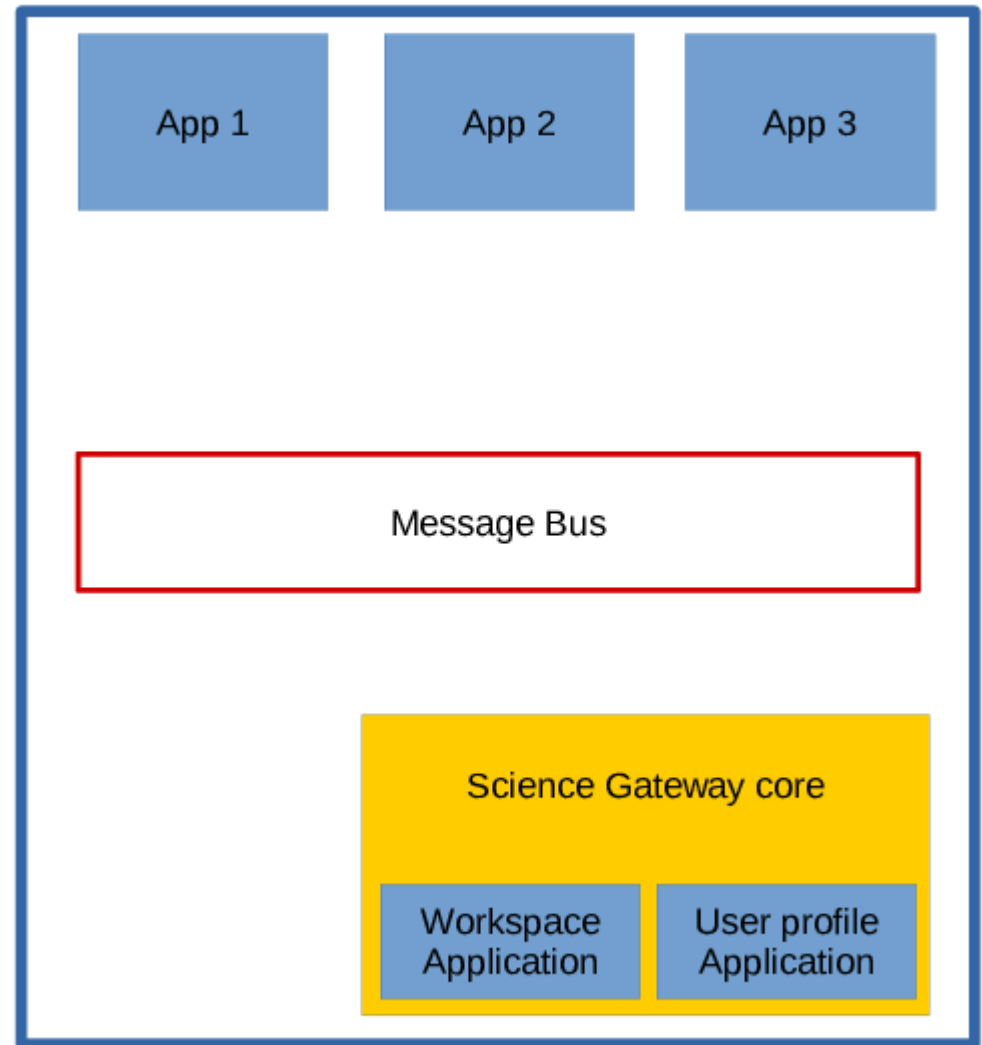 App 1
App 2
App 3
Message Bus
Science Gateway core
Workspace
Application
User profile
Application